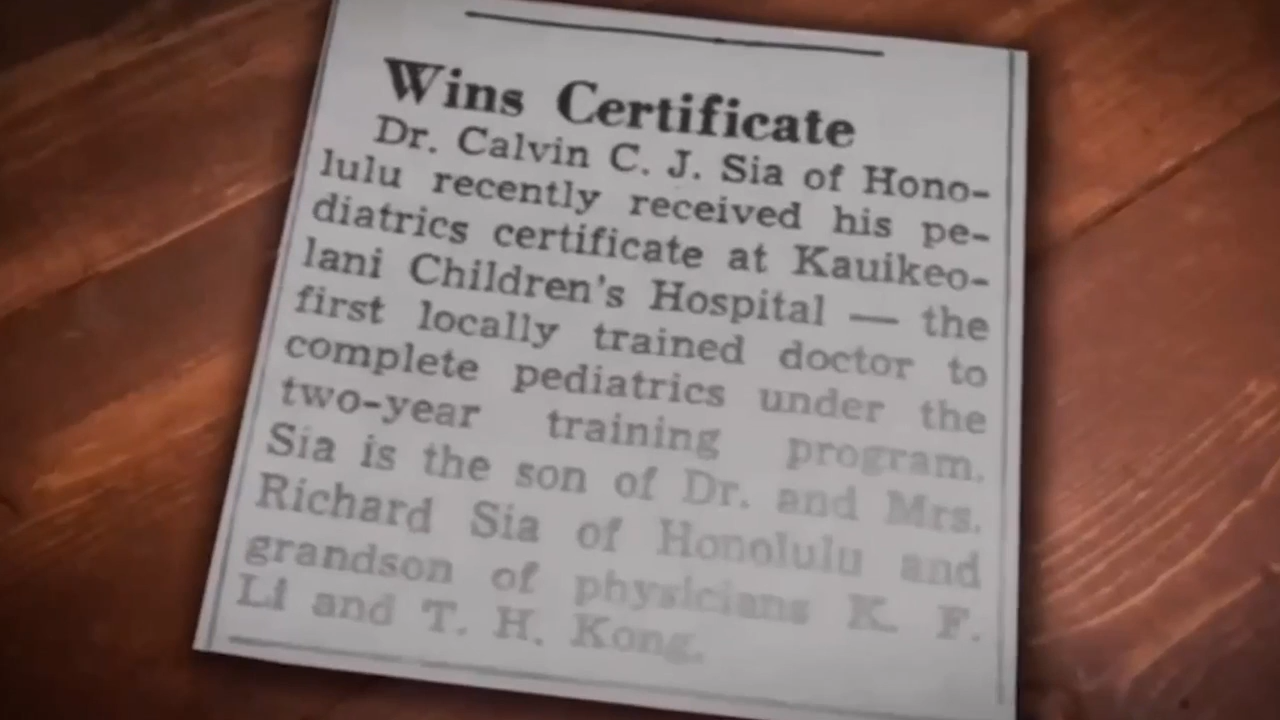 Wins Certificate
Dr. Calvin C. J. Sia of Hono-
lulu recently received his pe-
diatrics certificate at Kauikeo-
lani Children's Hospital — the
first locally trained doctor to
complete pediatrics under the
two-year training program.
Sia is the son of Dr. and Mrs.
Richard Sia of Honolulu and
grandson of physicians K. F.
Li and T. H. Kong.